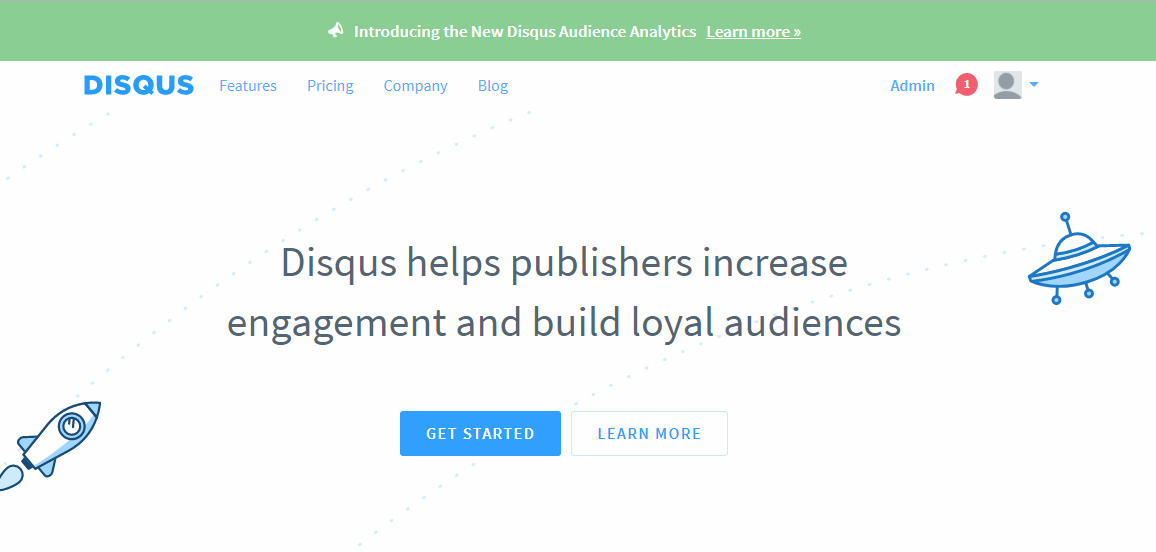 Introducing the New Disqus Audience Analytics Learn more »
DISQUS Features Pricing Company Blog Admin 1
Disqus helps publishers increase
engagement and build loyal audiences
GET STARTED LEARN MORE